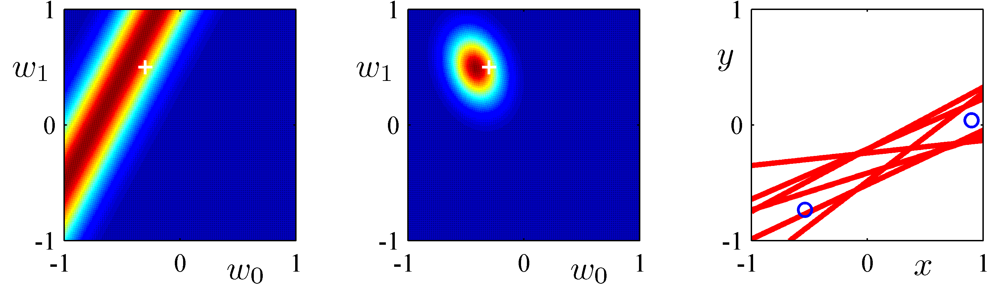 1 1 1
w₁ w₁ y
0 0 0
-1 -1 -1
-1 0 w₀ 1 -1 0 w₀ 1 -1 0 x 1